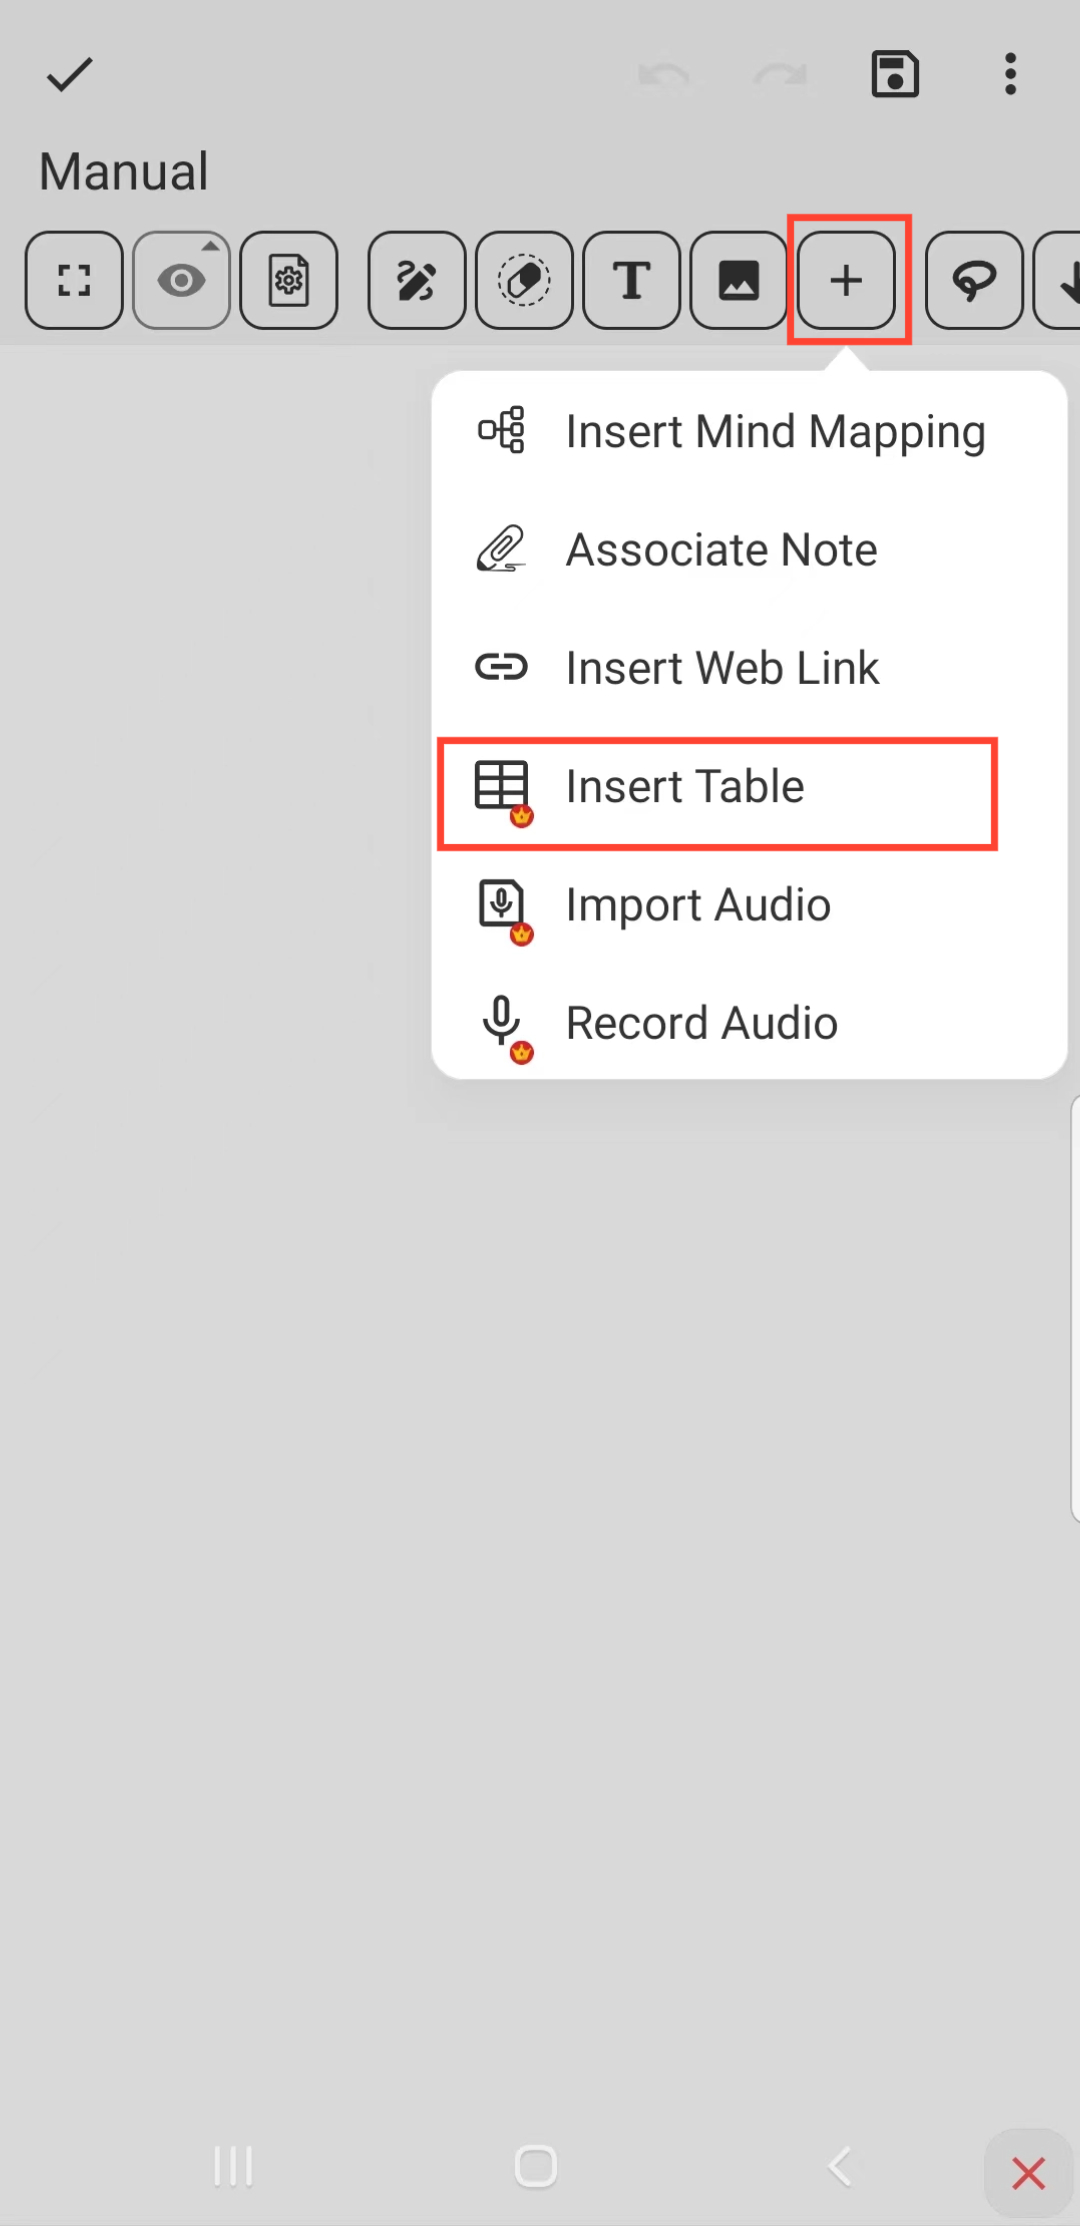 Manual
T
Insert Mind Mapping
Associate Note
Insert Web Link
Insert Table
Import Audio
Record Audio